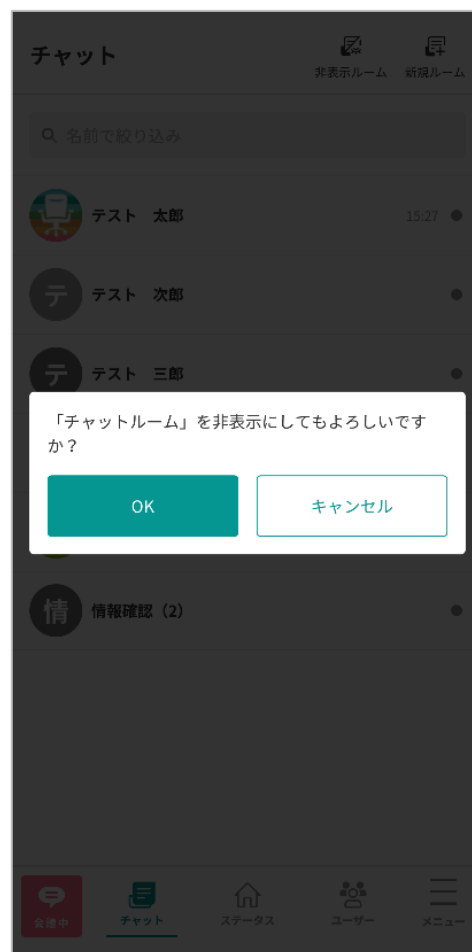 チャット
非表示ルーム
新規ルーム
名前で絞り込み
テスト　太郎
15:27
テ
テスト　次郎
テ
テスト　三郎
「チャットルーム」を非表示にしてもよろしいです
か？
OK
キャンセル
情
情報確認（2）
会議中
チャット
ステータス
ユーザー
メニュー